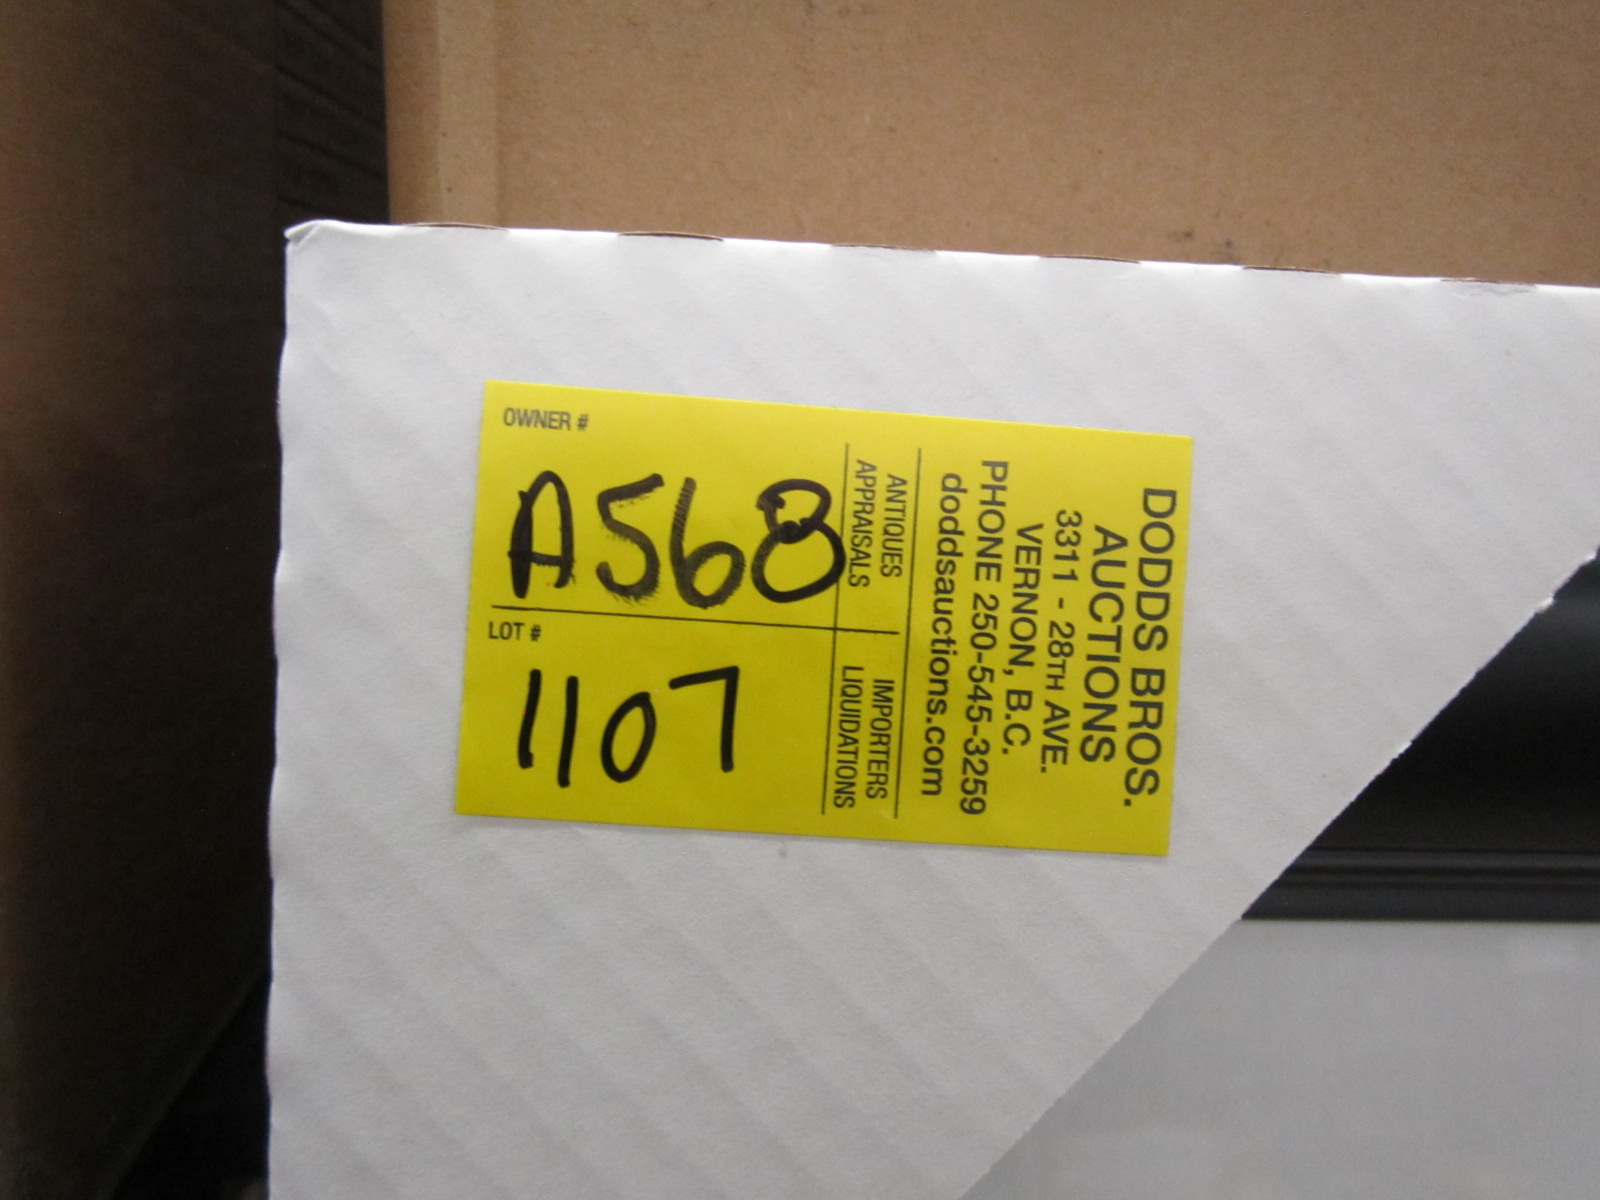 DODDS BROS.
AUCTIONS
3311 - 28TH AVE.
VERNON, B.C.
PHONE 250-545-3259
doddsauctions.com
ANTIQUES
APPRAISALS
IMPORTERS
LIQUIDATIONS
OWNER #
A568
LOT #
1107